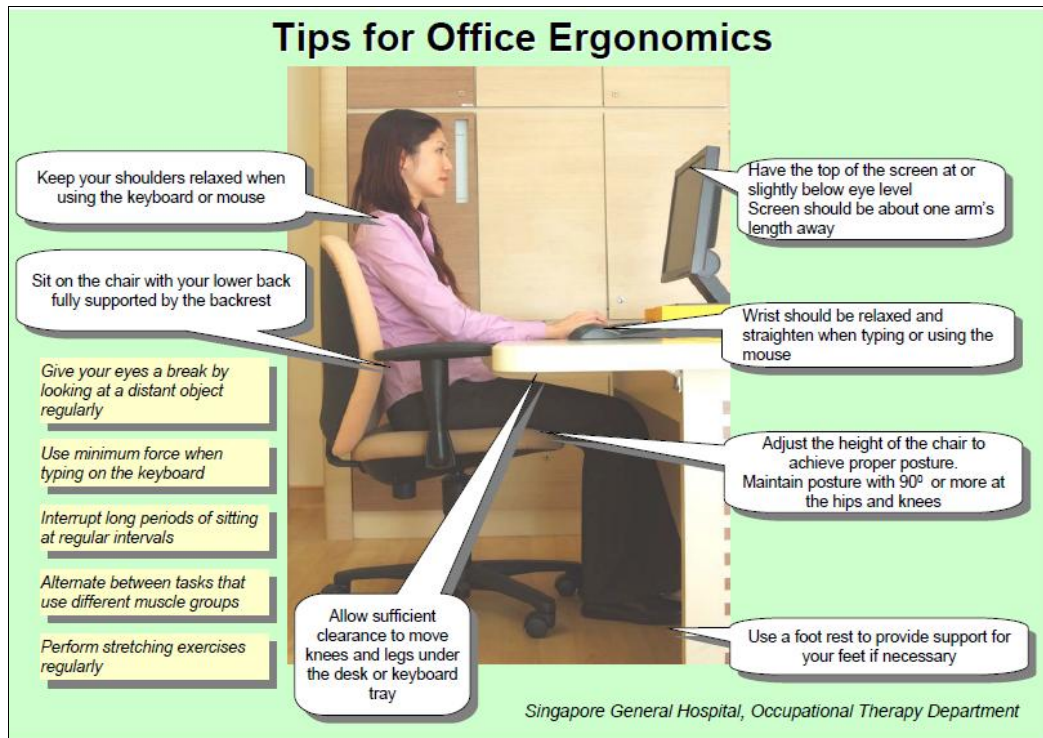 Tips for Office Ergonomics
Keep your shoulders relaxed when
using the keyboard or mouse
Have the top of the screen at or
slightly below eye level
Screen should be about one arm's
length away
Sit on the chair with your lower back
fully supported by the backrest
Wrist should be relaxed and
straighten when typing or using the
mouse
Give your eyes a break by
looking at a distant object
regularly
Use minimum force when
typing on the keyboard
Interrupt long periods of sitting
at regular intervals
Alternate between tasks that
use different muscle groups
Perform stretching exercises
regularly
Adjust the height of the chair to
achieve proper posture.
Maintain posture with 90⁰ or more at
the hips and knees
Allow sufficient
clearance to move
knees and legs under
the desk or keyboard
tray
Use a foot rest to provide support for
your feet if necessary
Singapore General Hospital, Occupational Therapy Department